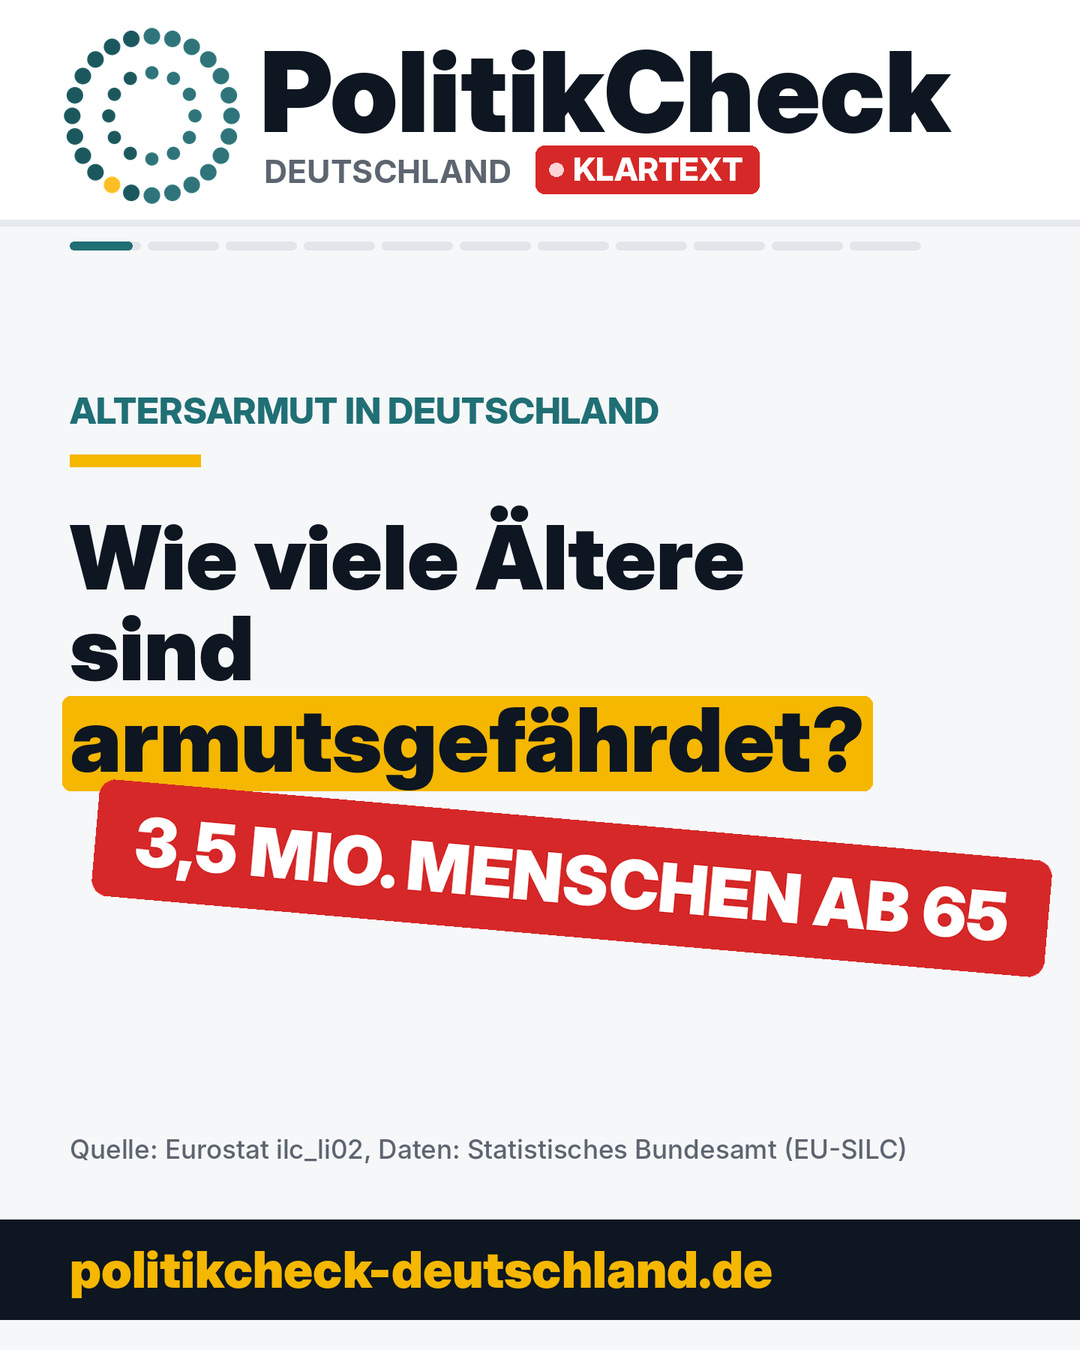 PolitikCheck
DEUTSCHLAND KLARTEXT
ALTERSARMUT IN DEUTSCHLAND
Wie viele Ältere
sind
armutsgefährdet?
3,5 MIO. MENSCHEN AB 65
Quelle: Eurostat ilc_li02, Daten: Statistisches Bundesamt (EU-SILC)
politikcheck-deutschland.de